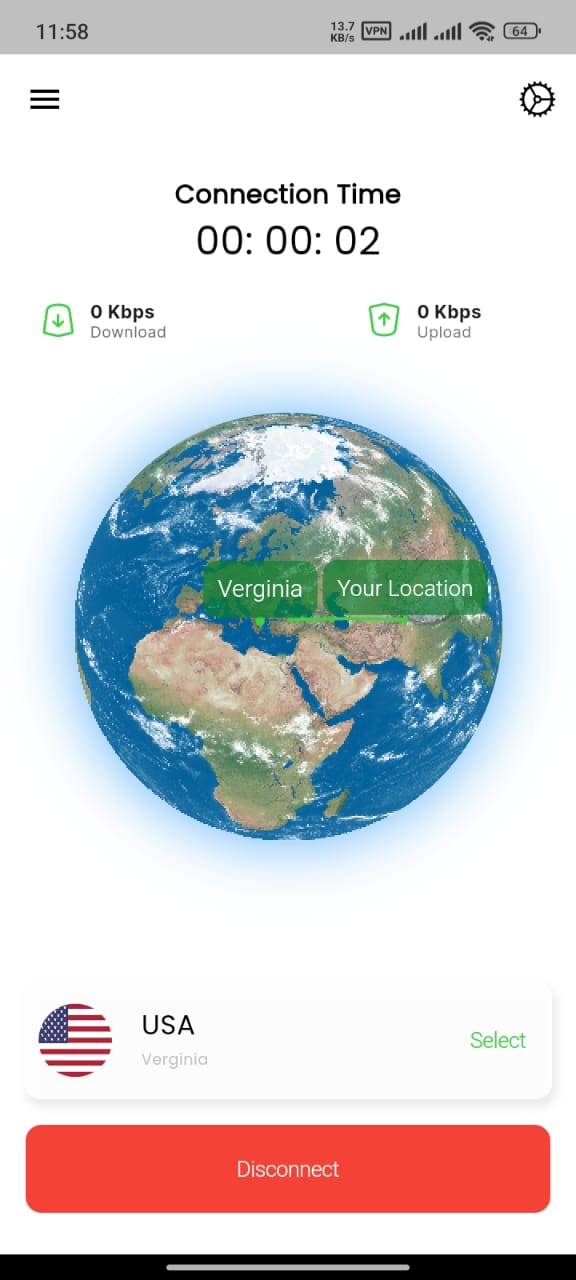 11:58
13.7
KB/s
VPN
64
Connection Time
00: 00: 02
0 Kbps
Download
0 Kbps
Upload
Verginia
Your Location
USA
Verginia
Select
Disconnect